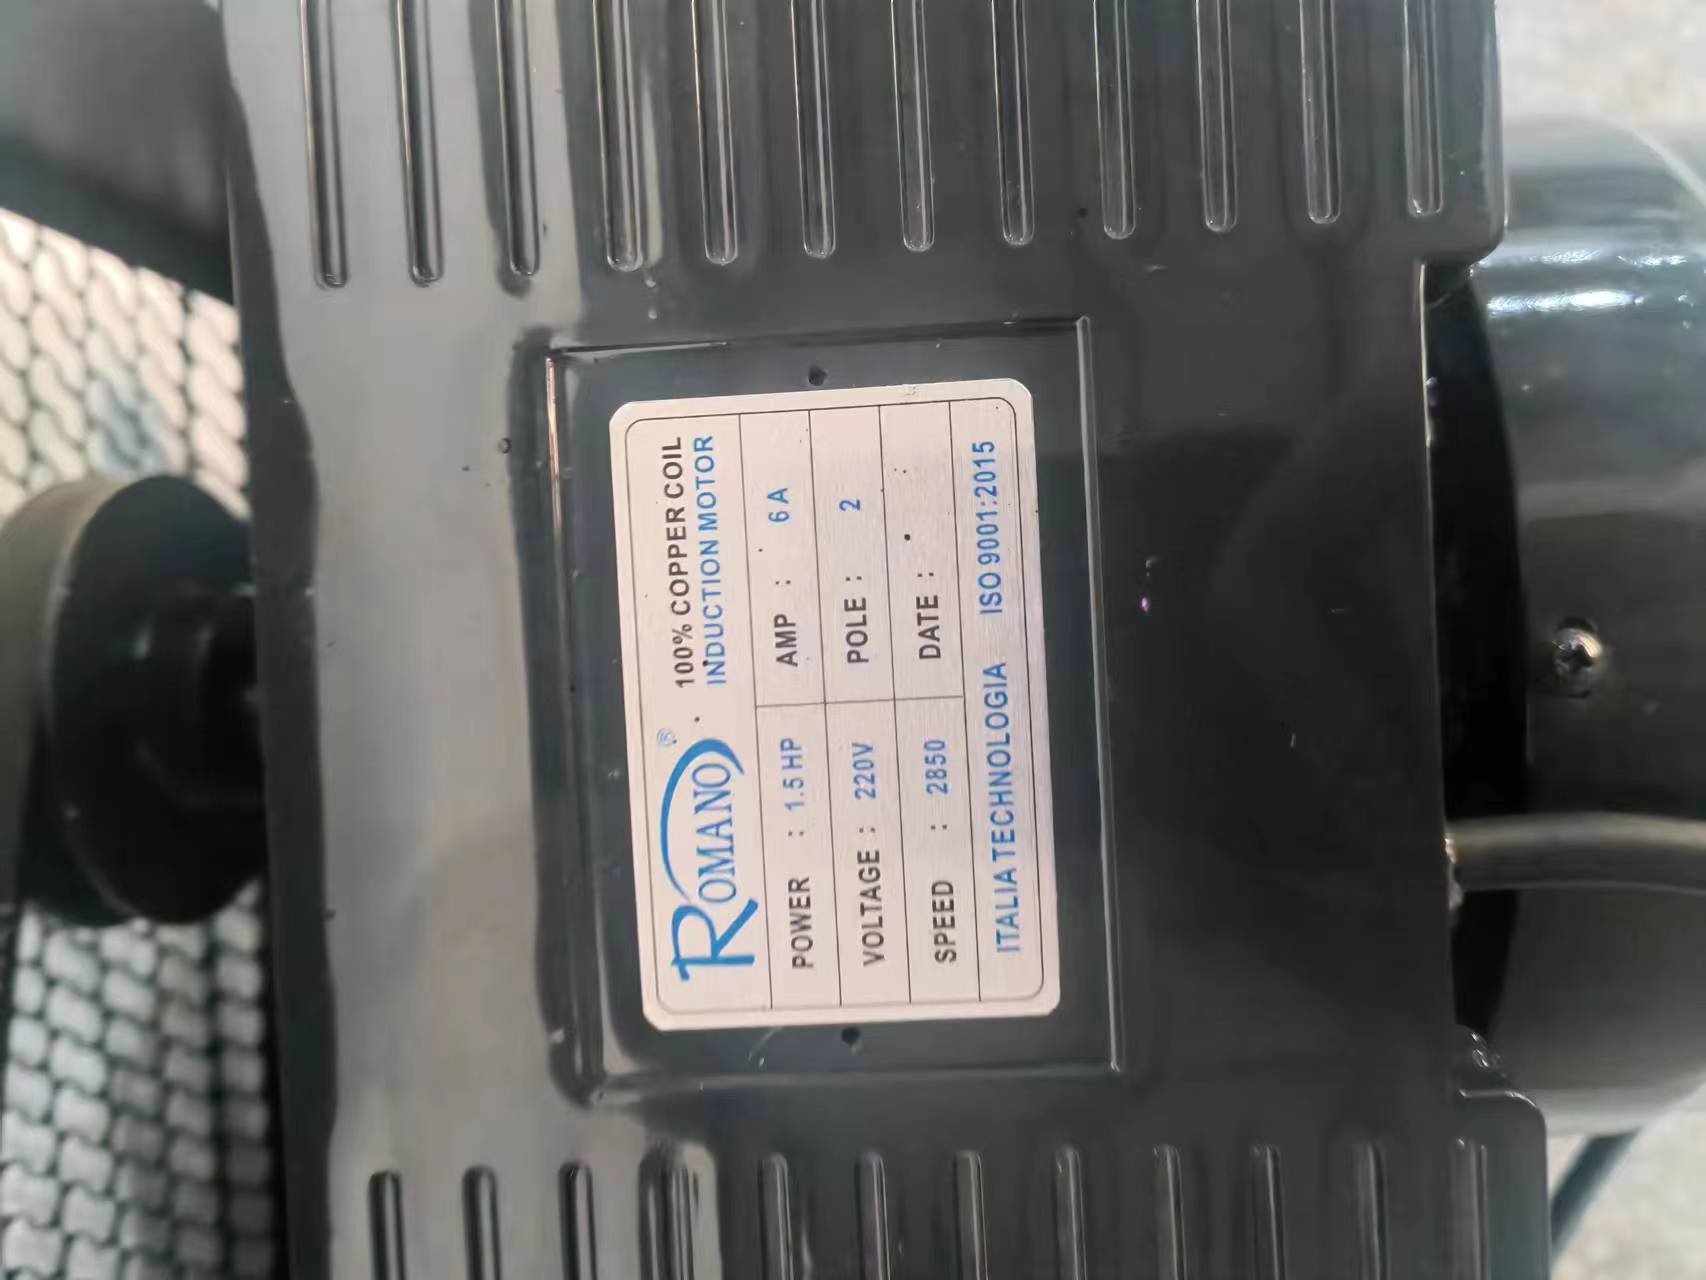 ROMANO®
100% COPPER COIL
INDUCTION MOTOR
POWER : 1.5 HP AMP : 6 A
VOLTAGE : 220V POLE : 2
SPEED : 2850 DATE :
ITALIA TECHNOLOGIA ISO 9001:2015